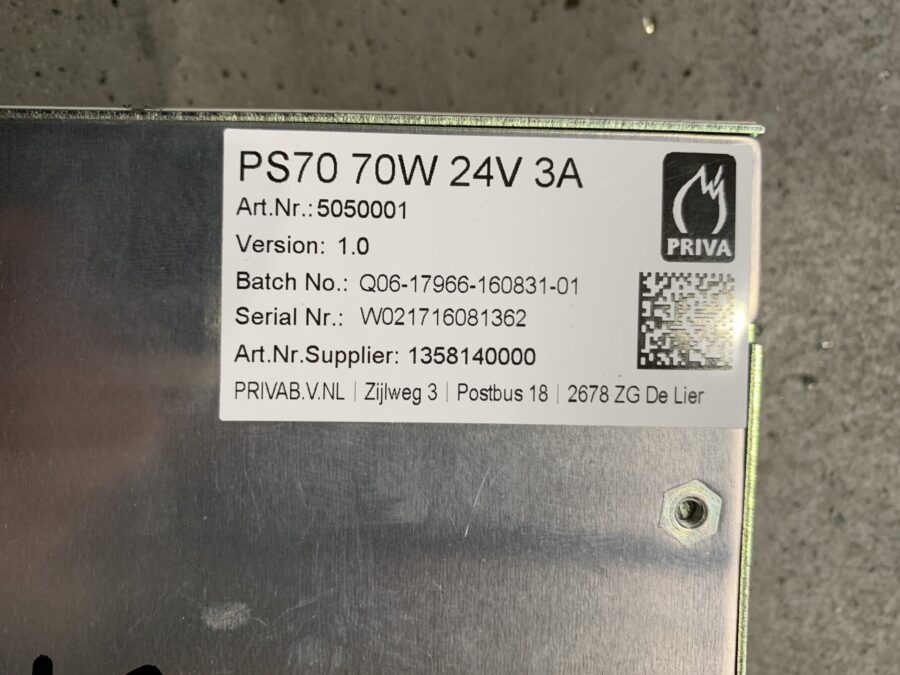 PS70 70W 24V 3A
PRIVA
Art.Nr.: 5050001
Version: 1.0
Batch No.: Q06-17966-160831-01
Serial Nr.: W021716081362
Art.Nr.Supplier: 1358140000
PRIVAB.V.NL | Zijlweg 3 | Postbus 18 | 2678 ZG De Lier